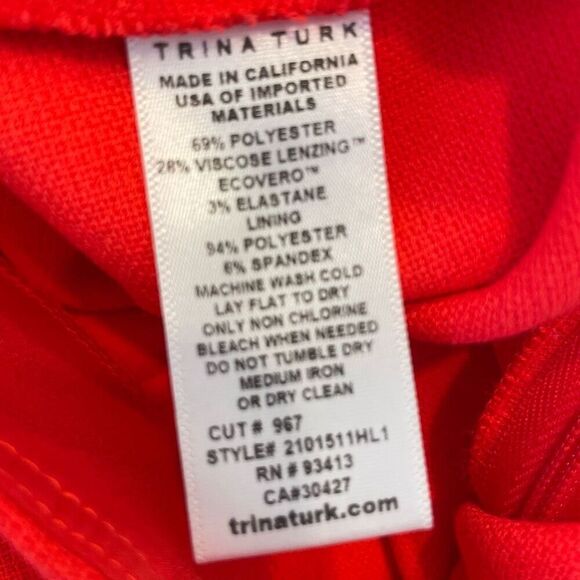 TRINA TURK
MADE IN CALIFORNIA
USA OF IMPORTED
MATERIALS
69% POLYESTER
28% VISCOSE LENZING™
ECOVERO™
3% ELASTANE
LINING
94% POLYESTER
6% SPANDEX
MACHINE WASH COLD
LAY FLAT TO DRY
ONLY NON CHLORINE
BLEACH WHEN NEEDED
DO NOT TUMBLE DRY
MEDIUM IRON
OR DRY CLEAN
CUT# 967
STYLE# 2101511HL1
RN # 93413
CA#30427
trinaturk.com